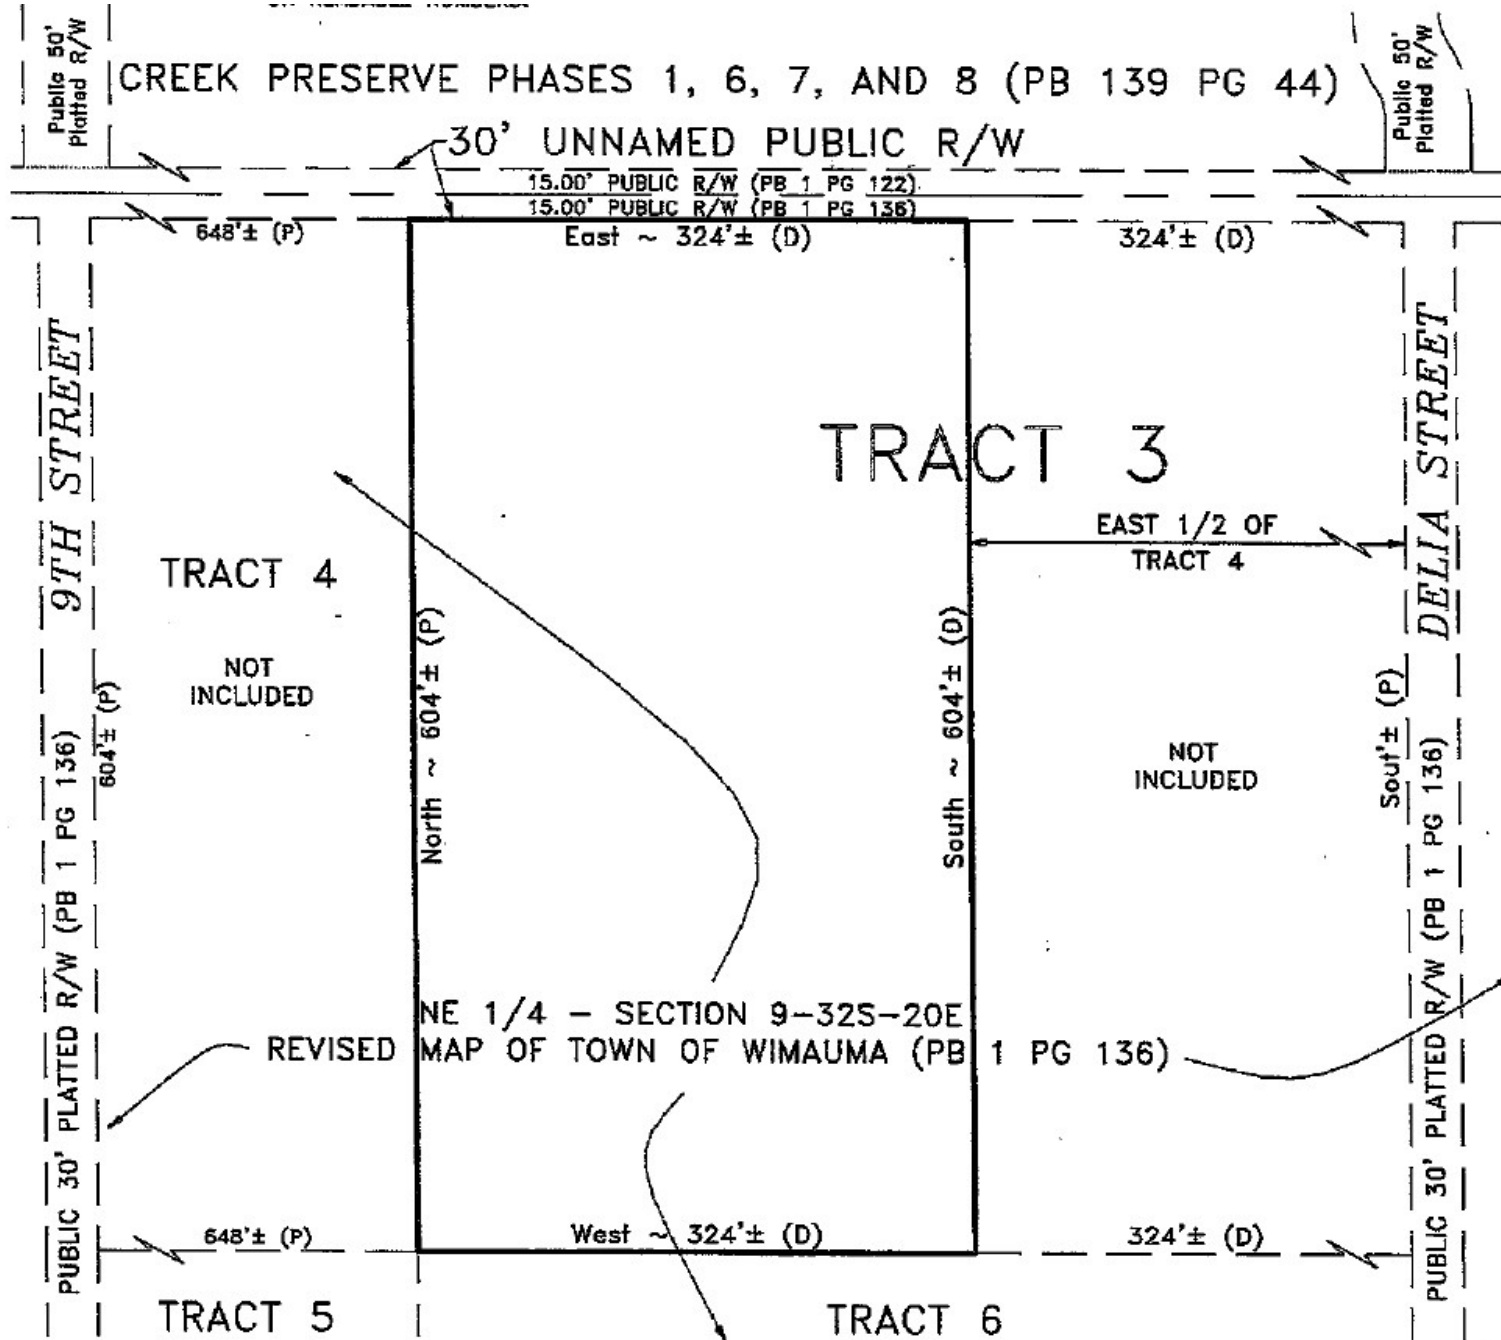 Public 50'
Platted R/W
Public 50'
Platted R/W
CREEK PRESERVE PHASES 1, 6, 7, AND 8 (PB 139 PG 44)
30' UNNAMED PUBLIC R/W
15.00' PUBLIC R/W (PB 1 PG 122)
15.00' PUBLIC R/W (PB 1 PG 136)
648'± (P)
East ~ 324'± (D)
324'± (D)
9TH STREET
DELIA STREET
TRACT 3
EAST 1/2 OF
TRACT 4
TRACT 4
NOT
INCLUDED
604'± (P)
North ~ 604'± (P)
South ~ 604'± (D)
Sout'± (P)
NOT
INCLUDED
PUBLIC 30' PLATTED R/W (PB 1 PG 136)
PUBLIC 30' PLATTED R/W (PB 1 PG 136)
NE 1/4 - SECTION 9-32S-20E
REVISED MAP OF TOWN OF WIMAUMA (PB 1 PG 136)
648'± (P)
West ~ 324'± (D)
324'± (D)
TRACT 5
TRACT 6